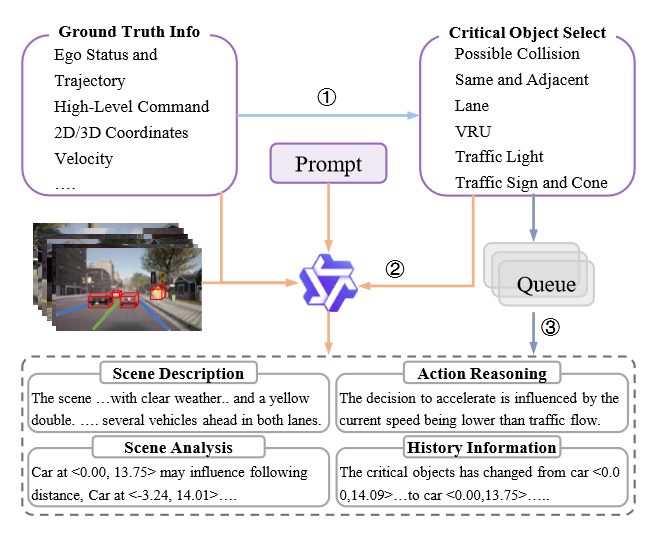 Ground Truth Info
Ego Status and
Trajectory
High-Level Command
2D/3D Coordinates
Velocity
….
①
Critical Object Select
Possible Collision
Same and Adjacent
Lane
VRU
Traffic Light
Traffic Sign and Cone
Prompt
②
Queue
③
Scene Description
The scene …with clear weather.. and a yellow
double. …. several vehicles ahead in both lanes.
Action Reasoning
The decision to accelerate is influenced by the
current speed being lower than traffic flow.
Scene Analysis
Car at <0.00, 13.75> may influence following
distance, Car at <-3.24, 14.01>….
History Information
The critical objects has changed from car <0.0
0,14.09>…to car <0.00,13.75>…..